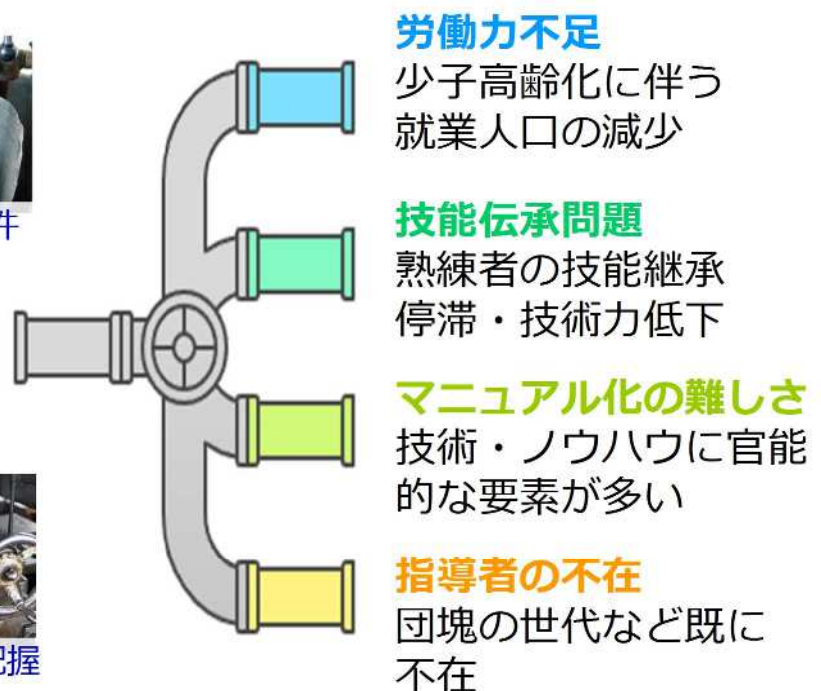 労働力不足
少子高齢化に伴う
就業人口の減少
技能伝承問題
熟練者の技能継承
停滞・技術力低下
マニュアル化の難しさ
技術・ノウハウに官能
的な要素が多い
指導者の不在
団塊の世代など既に
不在
件
把握